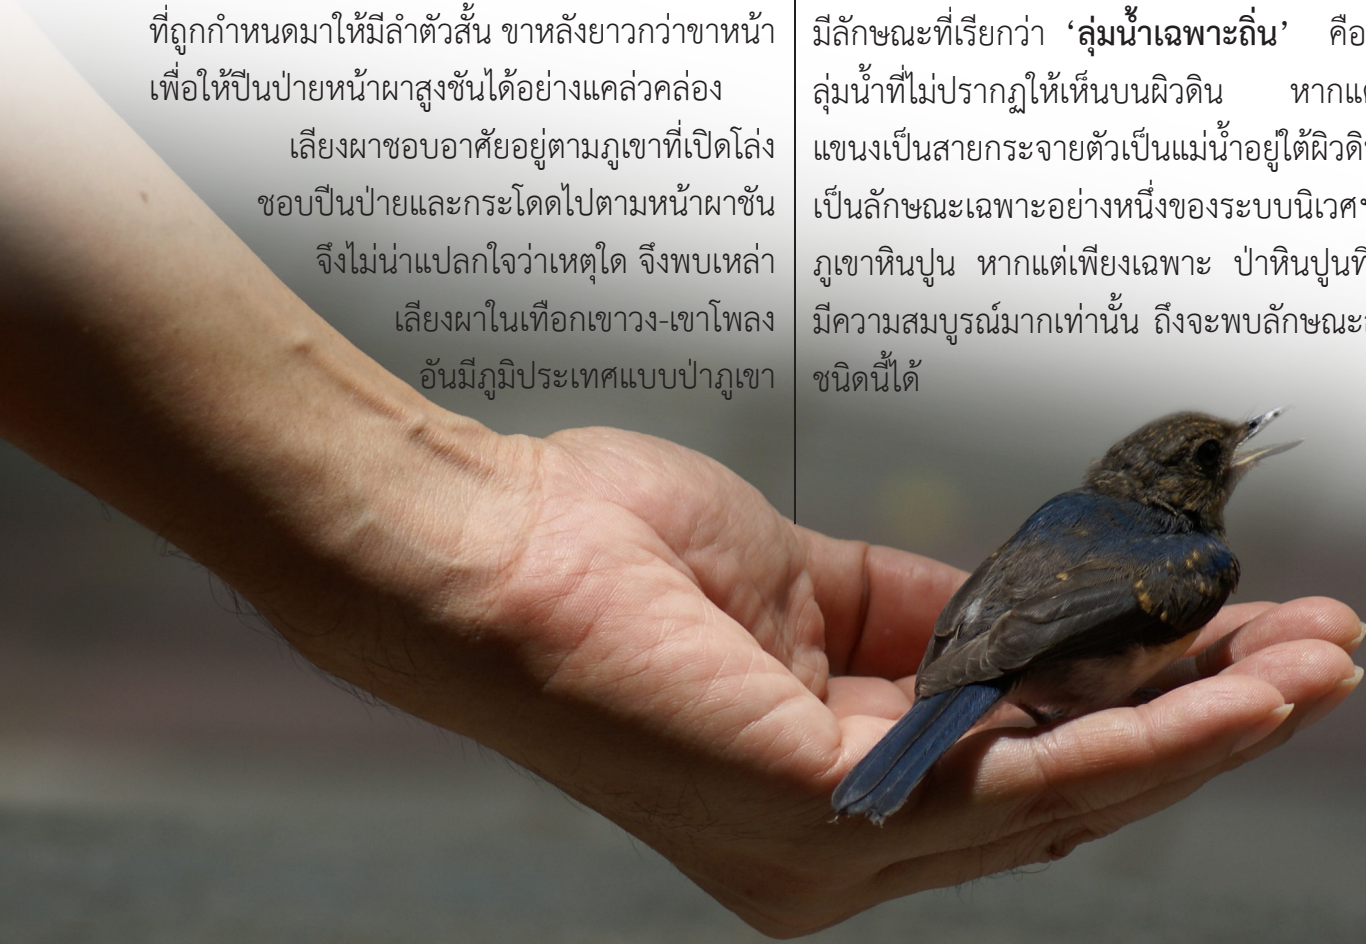 ที่ถูกกำหนดมาให้มีลำตัวสั้น ขาหลังยาวกว่าขาหน้า
เพื่อให้ปีนป่ายหน้าผาสูงชันได้อย่างแคล่วคล่อง
เลียงผาชอบอาศัยอยู่ตามภูเขาที่เปิดโล่ง
ชอบปีนป่ายและกระโดดไปตามหน้าผาชัน
จึงไม่น่าแปลกใจว่าเหตุใด จึงพบเหล่า
เลียงผาในเทือกเขาวง-เขาโพลง
อันมีภูมิประเทศแบบป่าภูเขา
มีลักษณะที่เรียกว่า ‘ลุ่มน้ำเฉพาะถิ่น’ คือ
ลุ่มน้ำที่ไม่ปรากฏให้เห็นบนผิวดิน
แขนงเป็นสายกระจายตัวเป็นแม่น้ำอยู่ใต้ผิวดิน
เป็นลักษณะเฉพาะอย่างหนึ่งของระบบนิเวศ
ภูเขาหินปูน หากแต่เพียงเฉพาะ ป่าหินปูนที่
มีความสมบูรณ์มากเท่านั้น ถึงจะพบลักษณะ
ชนิดนี้ได้